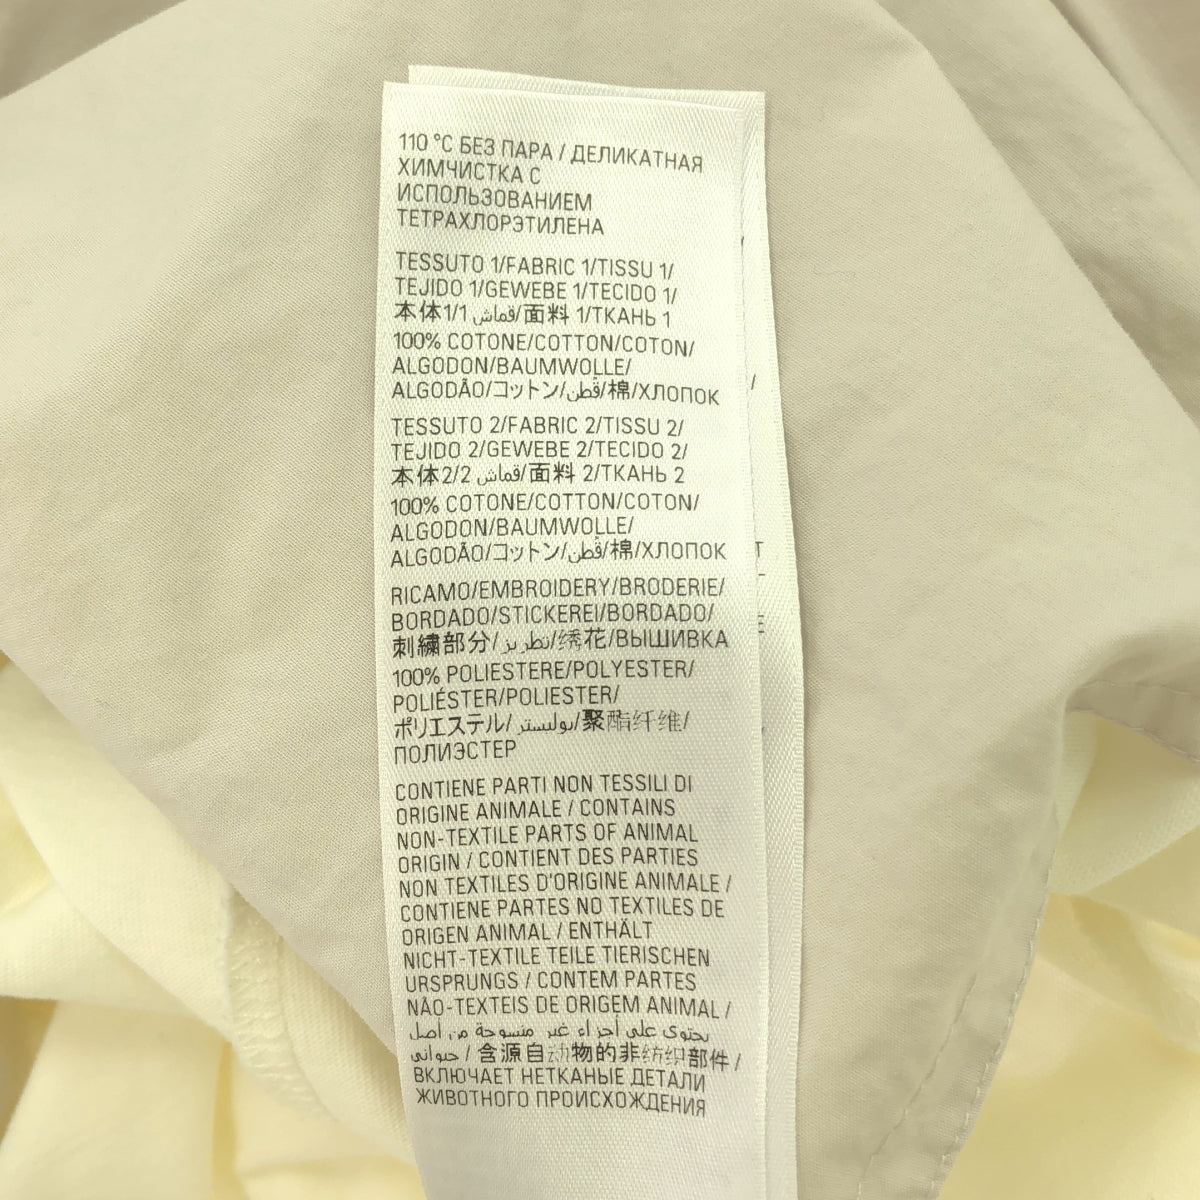 110 °C БЕЗ ПАРА / ДЕЛИКАТНАЯ
ХИМЧИСТКА С
ИСПОЛЬЗОВАНИЕМ
ТЕТРАХЛОРЭТИЛЕНА
TESSUTO 1/FABRIC 1/TISSU 1/
TEJIDO 1/GEWEBE 1/TECIDO 1/
本体1/1 قماش/面料 1/ТКАНЬ 1
100% COTONE/COTTON/COTON/
ALGODON/BAUMWOLLE/
ALGODÃO/コットン/قطن/棉/ХЛОПОК
TESSUTO 2/FABRIC 2/TISSU 2/
TEJIDO 2/GEWEBE 2/TECIDO 2/
本体2/2 قماش/面料 2/ТКАНЬ 2
100% COTONE/COTTON/COTON/
ALGODON/BAUMWOLLE/
ALGODÃO/コットン/قطن/棉/ХЛОПОК
RICAMO/EMBROIDERY/BRODERIE/
BORDADO/STICKEREI/BORDADO/
刺繍部分/تطريز/绣花/ВЫШИВКА
100% POLIESTERE/POLYESTER/
POLIÉSTER/POLIESTER/
ポリエステル/بوليستر/聚酯纤维/
ПОЛИЭСТЕР
CONTIENE PARTI NON TESSILI DI
ORIGINE ANIMALE / CONTAINS
NON-TEXTILE PARTS OF ANIMAL
ORIGIN / CONTIENT DES PARTIES
NON TEXTILES D'ORIGINE ANIMALE /
CONTIENE PARTES NO TEXTILES DE
ORIGEN ANIMAL / ENTHÄLT
NICHT-TEXTILE TEILE TIERISCHEN
URSPRUNGS / CONTEM PARTES
NÃO-TEXTEIS DE ORIGEM ANIMAL /
يحتوي على أجزاء غير منسوجة من أصل
حيواني / 含源自动物的非纺织部件 /
ВКЛЮЧАЕТ НЕТКАНЫЕ ДЕТАЛИ
ЖИВОТНОГО ПРОИСХОЖДЕНИЯ